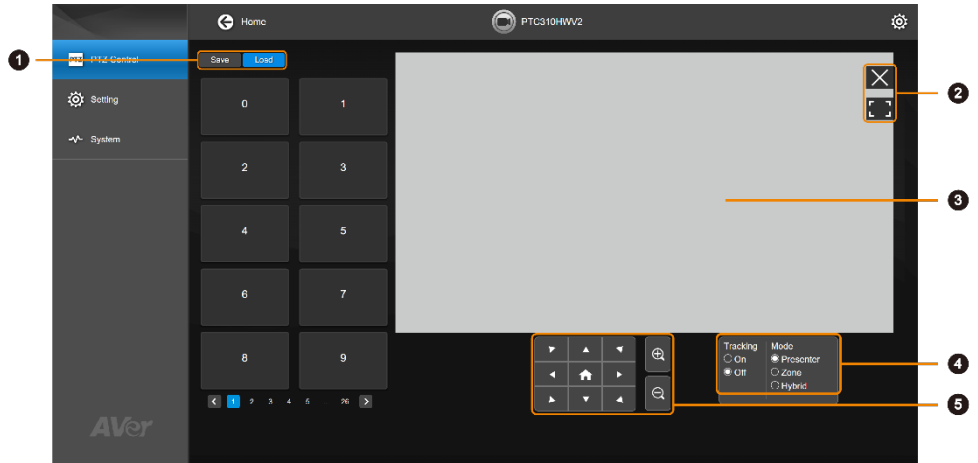 Home
PTC310HWV2
1
PTZ PTZ Control
Save Load
2
Setting
0 1
System
2 3
3
4 5
6 7
Tracking Mode
On Presenter
Off Zone
Hybrid
4
8 9
5
1 2 3 4 5 ... 26
AVer